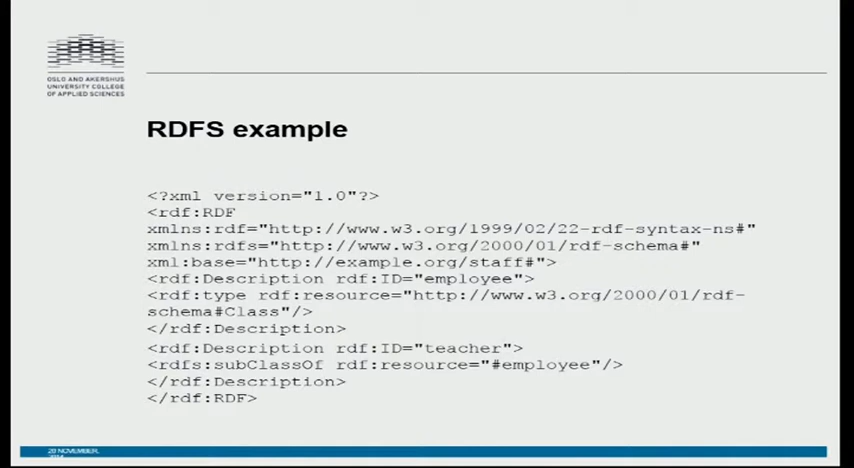 OSLO AND AKERSHUS
UNIVERSITY COLLEGE
OF APPLIED SCIENCES
RDFS example
<?xml version="1.0"?>
<rdf:RDF
xmlns:rdf="http://www.w3.org/1999/02/22-rdf-syntax-ns#"
xmlns:rdfs="http://www.w3.org/2000/01/rdf-schema#"
xml:base="http://example.org/staff#">
<rdf:Description rdf:ID="employee">
<rdf:type rdf:resource="http://www.w3.org/2000/01/rdf-
schema#Class"/>
</rdf:Description>
<rdf:Description rdf:ID="teacher">
<rdfs:subClassOf rdf:resource="#employee"/>
</rdf:Description>
</rdf:RDF>
20 NOVEMBER,